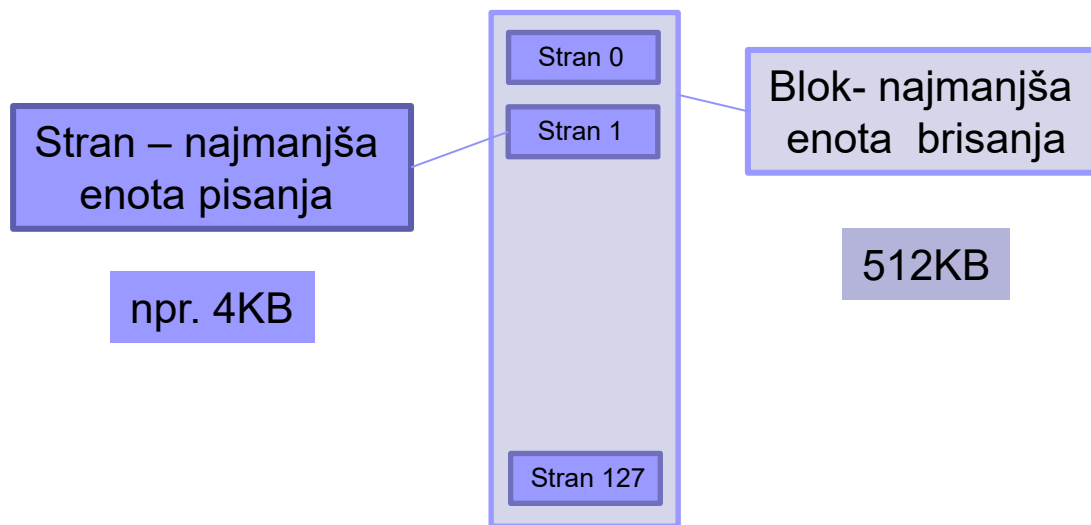 Stran 0
Stran 1
Stran – najmanjša
enota pisanja
npr. 4KB
Blok- najmanjša
enota brisanja
512KB
Stran 127